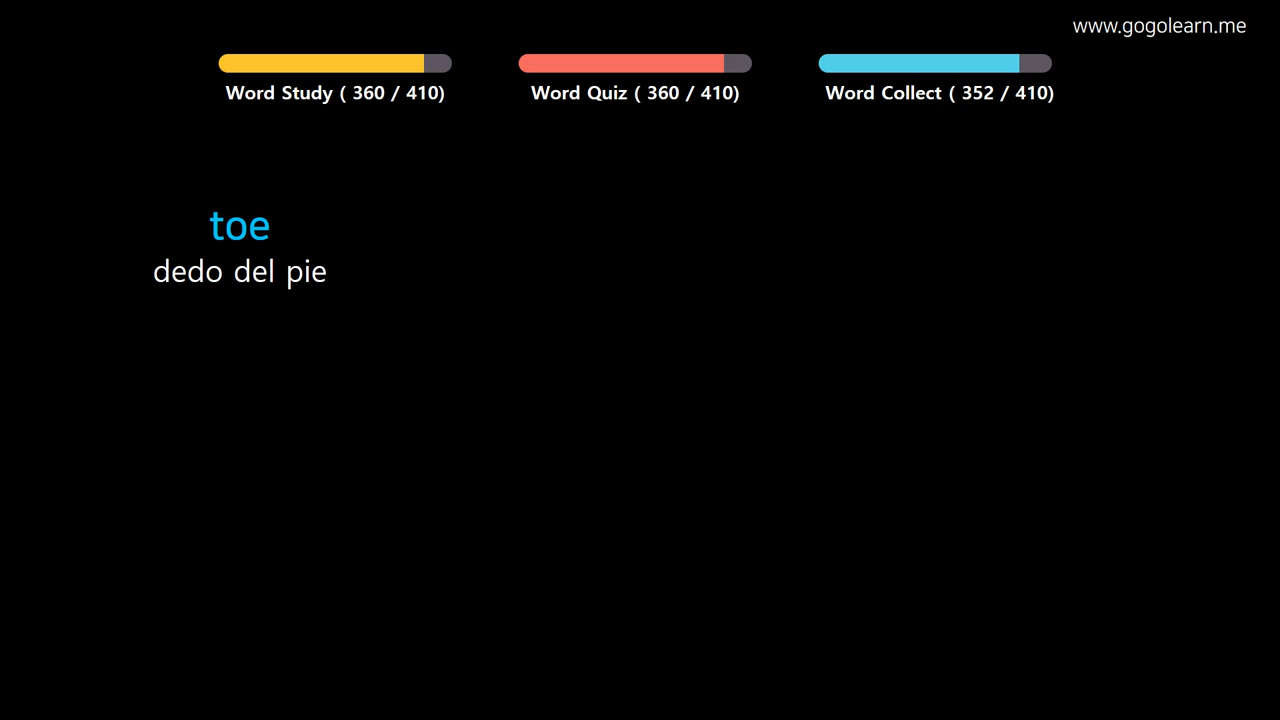 www.gogolearn.me
Word Study ( 360 / 410)
Word Quiz ( 360 / 410)
Word Collect ( 352 / 410)
toe
dedo del pie